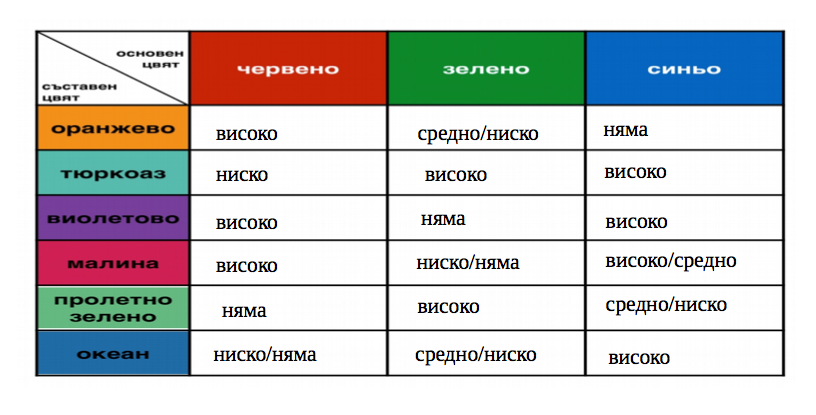 основен
цвят
съставен
цвят
червено
зелено
синьо
оранжево
високо
средно/ниско
няма
тюркоаз
ниско
високо
високо
виолетово
високо
няма
високо
малина
високо
ниско/няма
високо/средно
пролетно
зелено
няма
високо
средно/ниско
океан
ниско/няма
средно/ниско
високо